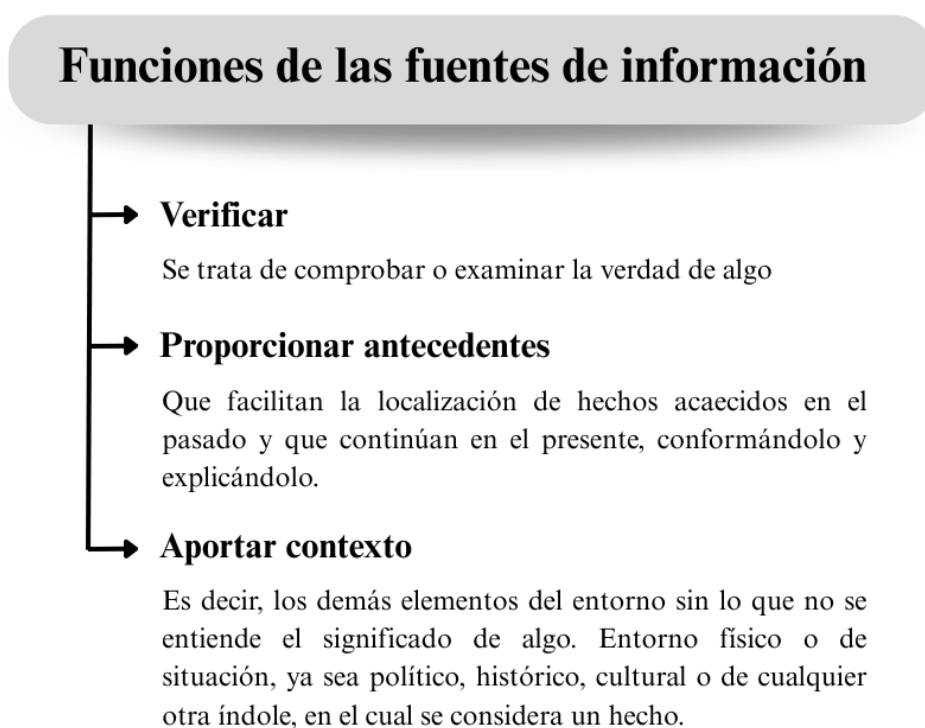 Funciones de las fuentes de información
Verificar
Se trata de comprobar o examinar la verdad de algo
Proporcionar antecedentes
Que facilitan la localización de hechos acaecidos en el
pasado y que continúan en el presente, conformándolo y
explicándolo.
Aportar contexto
Es decir, los demás elementos del entorno sin lo que no se
entiende el significado de algo. Entorno físico o de
situación, ya sea político, histórico, cultural o de cualquier
otra índole, en el cual se considera un hecho.